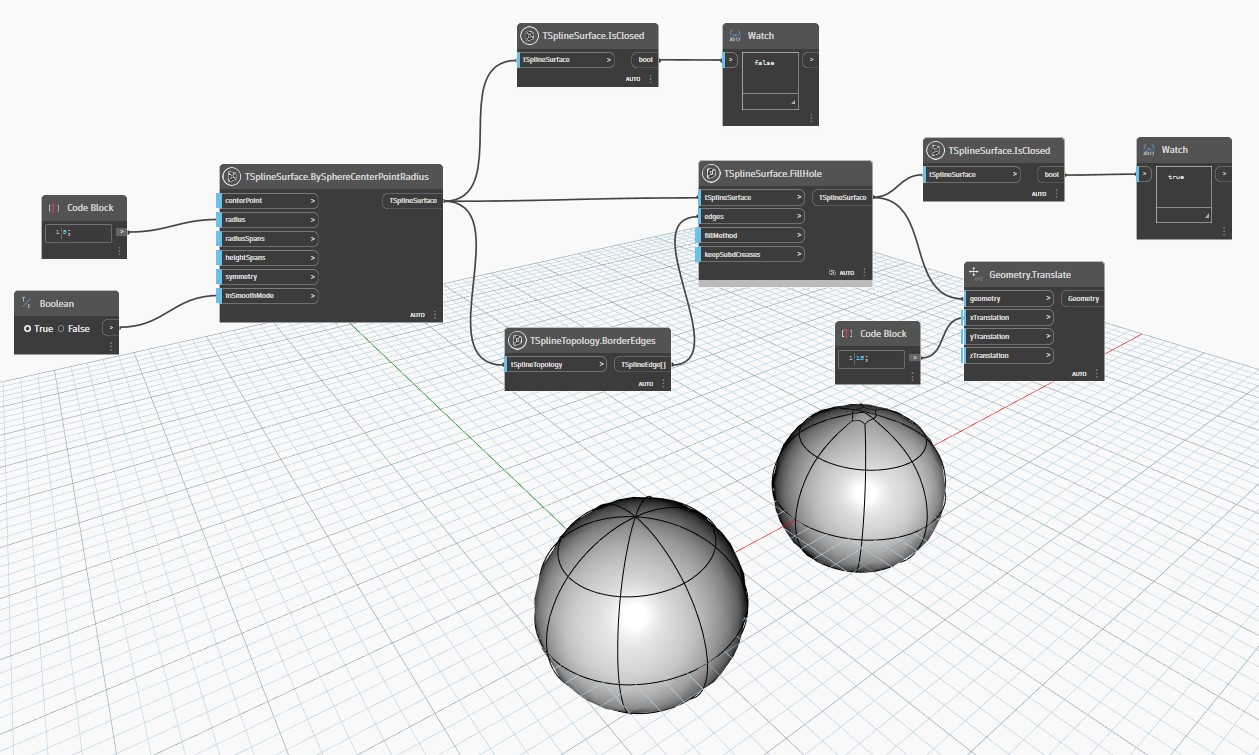 TSplineSurface.IsClosed
tSplineSurface >
bool
AUTO
Watch
>
>
false
Code Block
1 5;
>
Boolean
True False
>
TSplineSurface.BySphereCenterPointRadius
centerPoint >
TSplineSurface
radius >
radiusSpans >
heightSpans >
symmetry >
inSmoothMode >
AUTO
TSplineTopology.BorderEdges
tSplineTopology >
TSplineEdge[]
AUTO
TSplineSurface.FillHole
tSplineSurface >
TSplineSurface
edges >
fillMethod >
keepSubdCreases >
AUTO
TSplineSurface.IsClosed
tSplineSurface >
bool
AUTO
Watch
>
>
true
Code Block
1 15;
>
Geometry.Translate
geometry >
Geometry
xTranslation >
yTranslation >
zTranslation >
AUTO